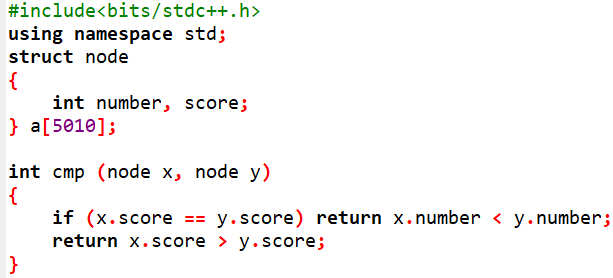 #include<bits/stdc++.h>
using namespace std;
struct node
{
    int number, score;
} a[5010];

int cmp (node x, node y)
{
    if (x.score == y.score) return x.number < y.number;
    return x.score > y.score;
}